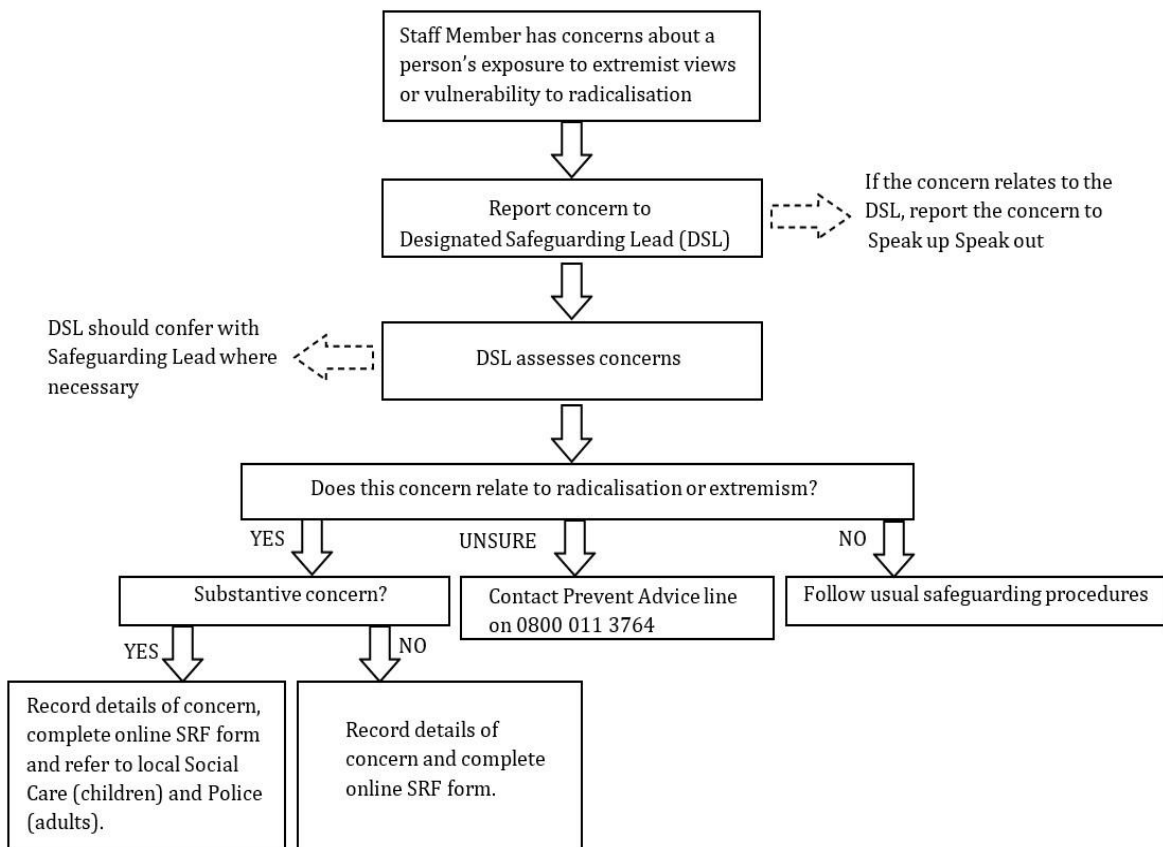 Staff Member has concerns about a
person’s exposure to extremist views
or vulnerability to radicalisation
Report concern to
Designated Safeguarding Lead (DSL)
If the concern relates to the
DSL, report the concern to
Speak up Speak out
DSL should confer with
Safeguarding Lead where
necessary
DSL assesses concerns
Does this concern relate to radicalisation or extremism?
YES
UNSURE
NO
Substantive concern?
Contact Prevent Advice line
on 0800 011 3764
Follow usual safeguarding procedures
YES
NO
Record details of concern,
complete online SRF form
and refer to local Social
Care (children) and Police
(adults).
Record details of
concern and complete
online SRF form.